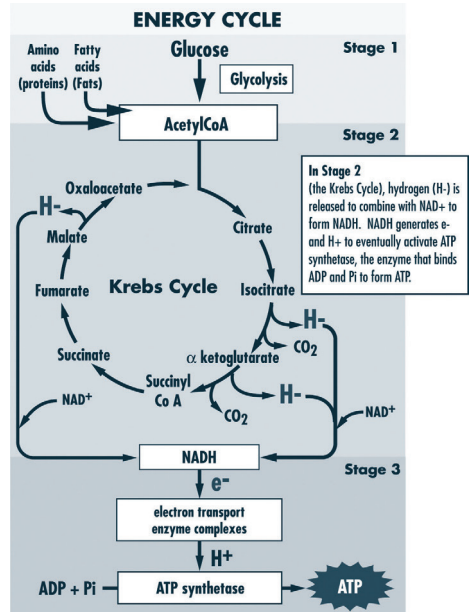 ENERGY CYCLE
Glucose
Stage 1
Amino
acids
(proteins)
Fatty
acids
(Fats)
Glycolysis
AcetylCoA
Stage 2
In Stage 2
(the Krebs Cycle), hydrogen (H-) is
released to combine with NAD+ to
form NADH. NADH generates e-
and H+ to eventually activate ATP
synthetase, the enzyme that binds
ADP and Pi to form ATP.
Oxaloacetate
H-
Malate
Citrate
Fumarate
Krebs Cycle
Isocitrate
H-
CO2
α ketoglutarate
Succinate
Succinyl
Co A
CO2
H-
NAD+
NAD+
NADH
Stage 3
e-
electron transport
enzyme complexes
H+
ADP + Pi
ATP synthetase
ATP